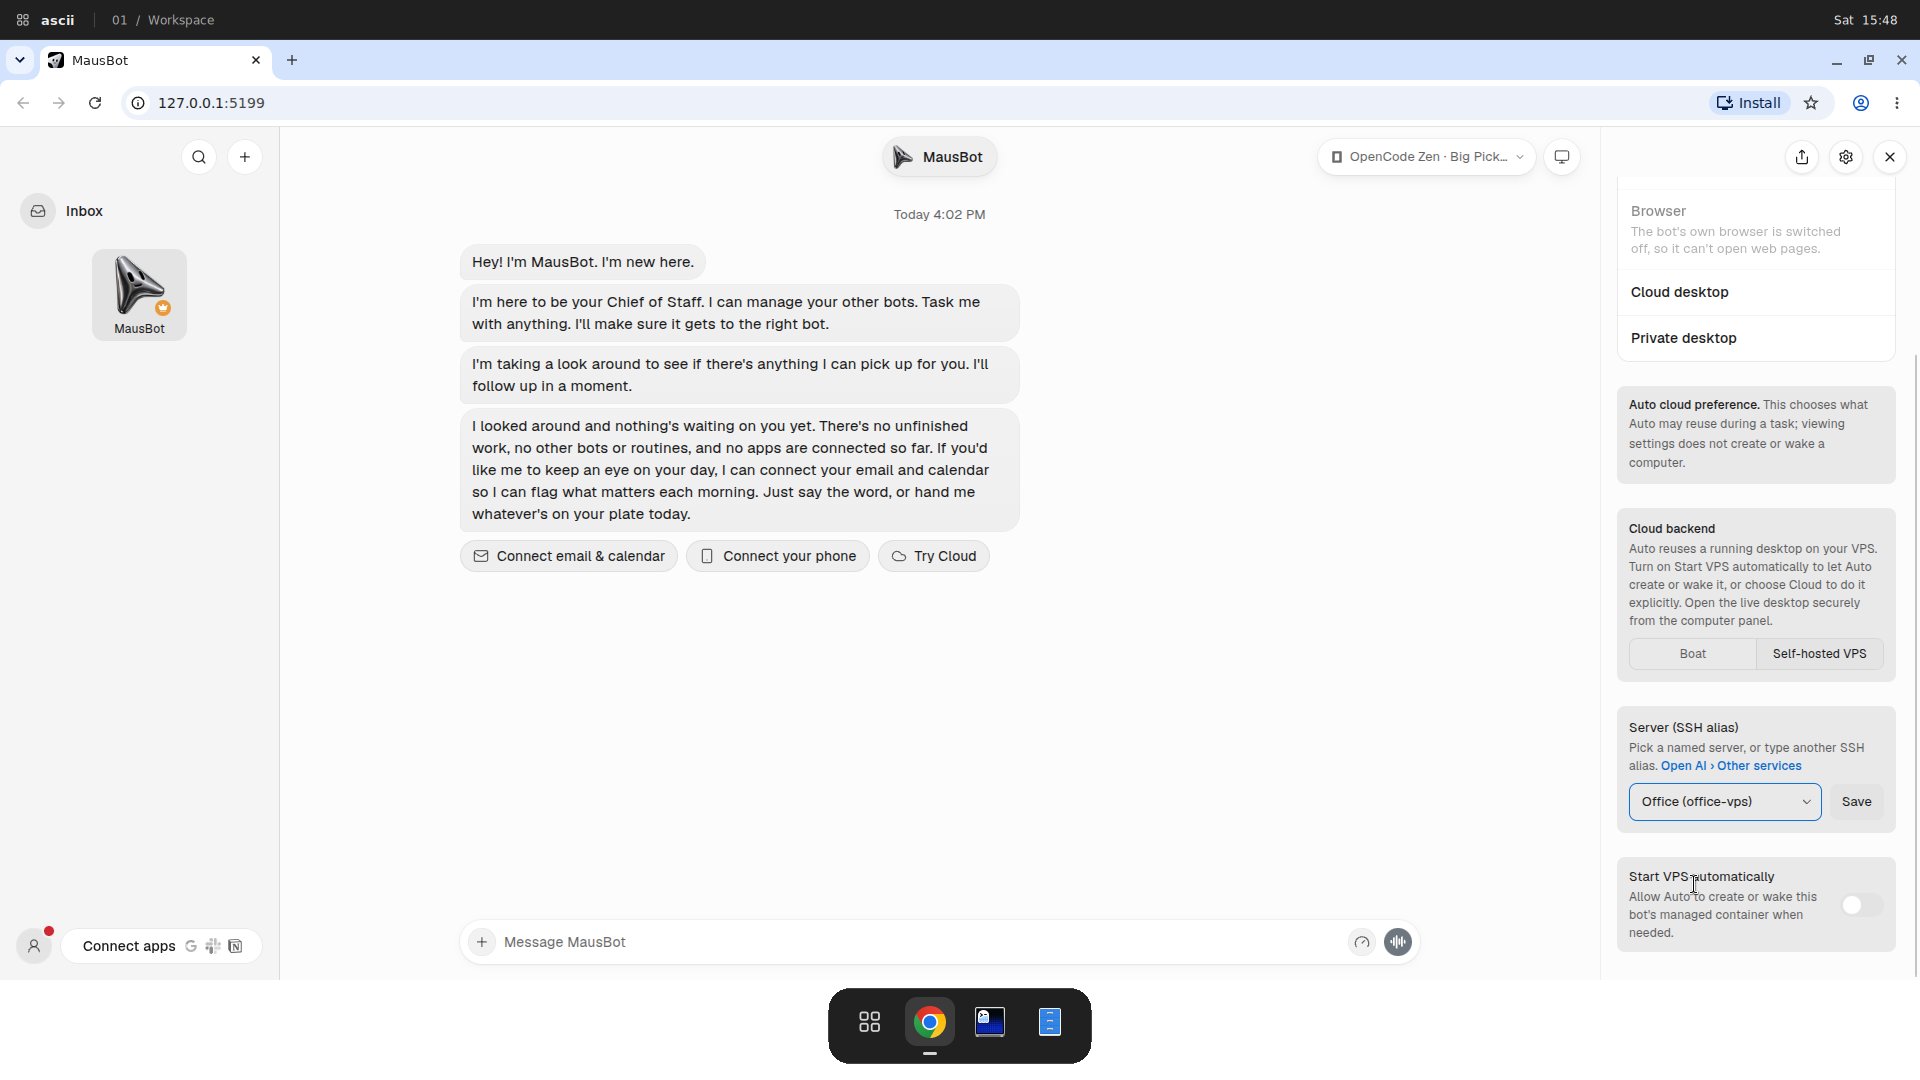 ascii
01 / Workspace
Sat 15:48
MausBot
127.0.0.1:5199
Install
Inbox
MausBot
Connect apps
MausBot
OpenCode Zen · Big Pick…
Today 4:02 PM
Hey! I'm MausBot. I'm new here.
I'm here to be your Chief of Staff. I can manage your other bots. Task me
with anything. I'll make sure it gets to the right bot.
I'm taking a look around to see if there's anything I can pick up for you. I'll
follow up in a moment.
I looked around and nothing's waiting on you yet. There's no unfinished
work, no other bots or routines, and no apps are connected so far. If you'd
like me to keep an eye on your day, I can connect your email and calendar
so I can flag what matters each morning. Just say the word, or hand me
whatever's on your plate today.
Connect email & calendar
Connect your phone
Try Cloud
Message MausBot
Browser
The bot's own browser is switched
off, so it can't open web pages.
Cloud desktop
Private desktop
Auto cloud preference. This chooses what
Auto may reuse during a task; viewing
settings does not create or wake a
computer.
Cloud backend
Auto reuses a running desktop on your VPS.
Turn on Start VPS automatically to let Auto
create or wake it, or choose Cloud to do it
explicitly. Open the live desktop securely
from the computer panel.
Boat
Self-hosted VPS
Server (SSH alias)
Pick a named server, or type another SSH
alias. Open AI › Other services
Office (office-vps)
Save
Start VPS automatically
Allow Auto to create or wake this
bot's managed container when
needed.